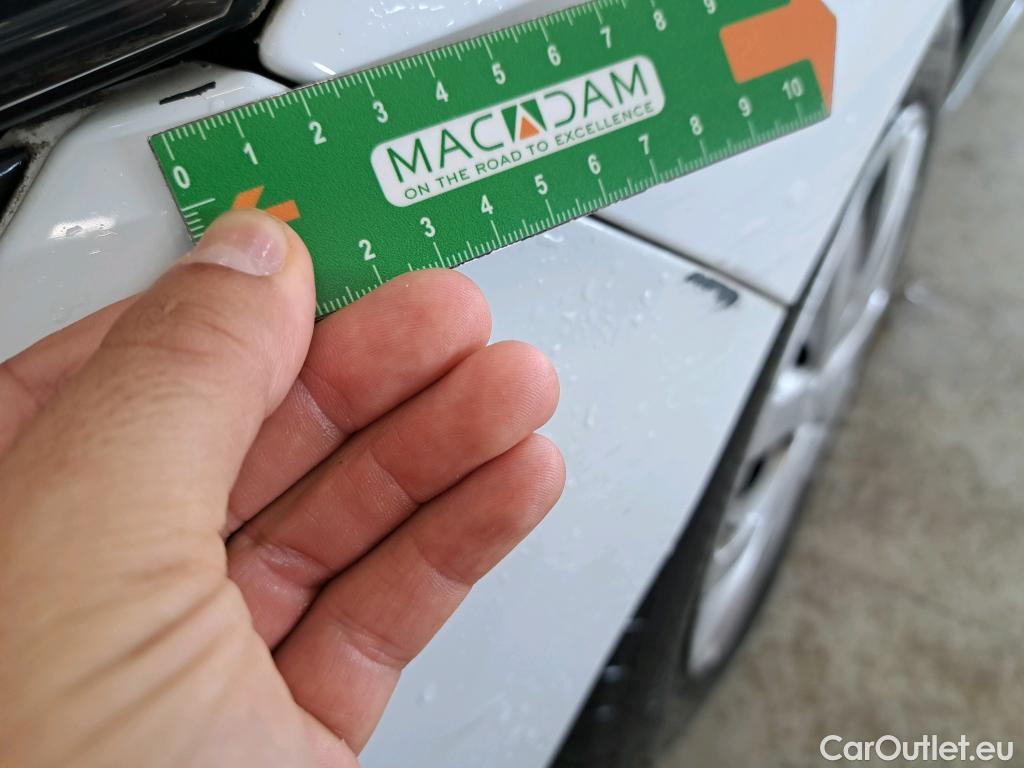 0 1 2 3 4 5 6 7 8 9
MACADAM
ON THE ROAD TO EXCELLENCE
2 3 4 5 6 7 8 9 10
CarOutlet.eu